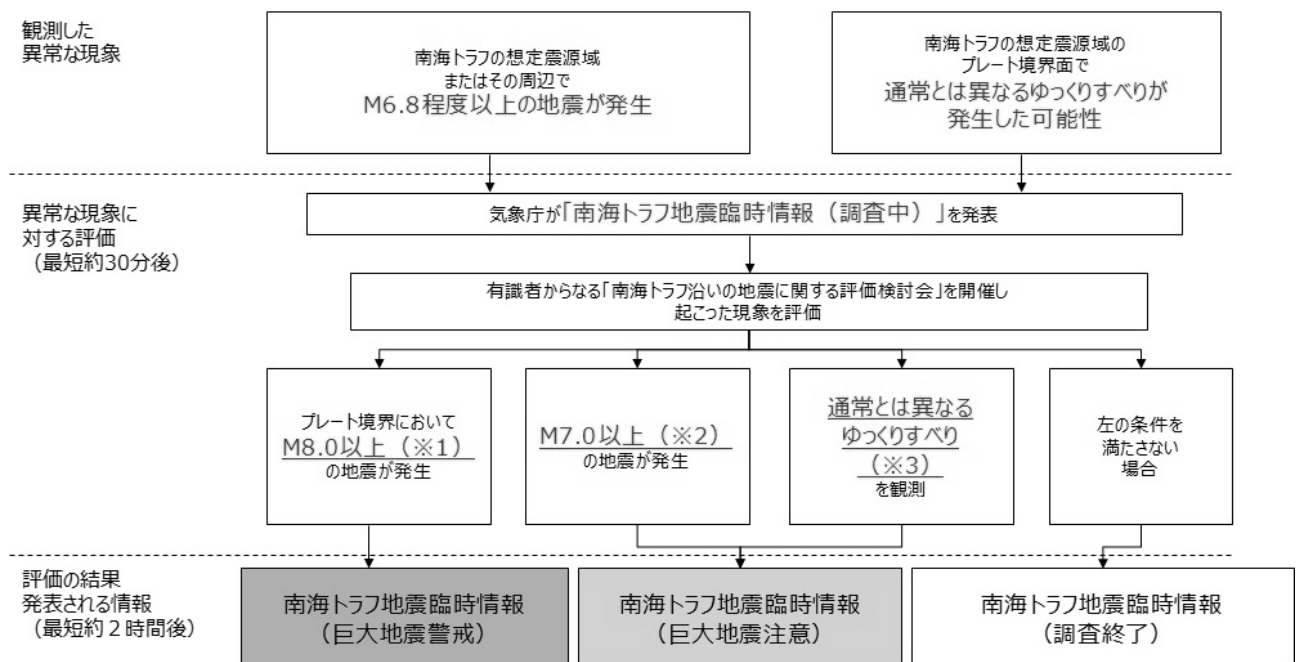 観測した
異常な現象
南海トラフの想定震源域
またはその周辺で
M6.8程度以上の地震が発生
南海トラフの想定震源域の
プレート境界面で
通常とは異なるゆっくりすべりが
発生した可能性
異常な現象に
対する評価
（最短約30分後）
気象庁が「南海トラフ地震臨時情報（調査中）」を発表
有識者からなる「南海トラフ沿いの地震に関する評価検討会」を開催し
起こった現象を評価
プレート境界において
M8.0以上（※1）
の地震が発生
M7.0以上（※2）
の地震が発生
通常とは異なる
ゆっくりすべり
（※3）
を観測
左の条件を
満たさない
場合
評価の結果
発表される情報
（最短約２時間後）
南海トラフ地震臨時情報
（巨大地震警戒）
南海トラフ地震臨時情報
（巨大地震注意）
南海トラフ地震臨時情報
（調査終了）